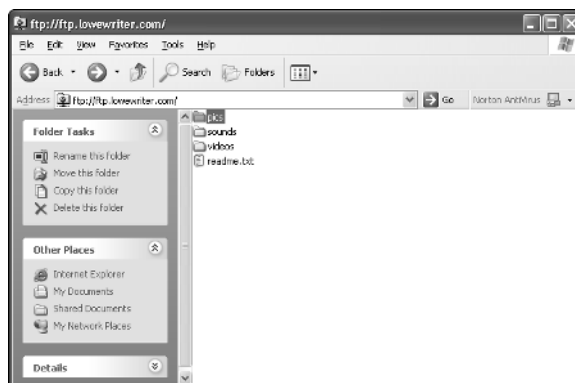 ftp://ftp.lowewriter.com/
File Edit View Favorites Tools Help
Back Search Folders
Address ftp://ftp.lowewriter.com/ Go Norton AntiVirus
Folder Tasks
Rename this folder
Move this folder
Copy this folder
Delete this folder
Other Places
Internet Explorer
My Documents
Shared Documents
My Network Places
Details
pics
sounds
videos
readme.txt